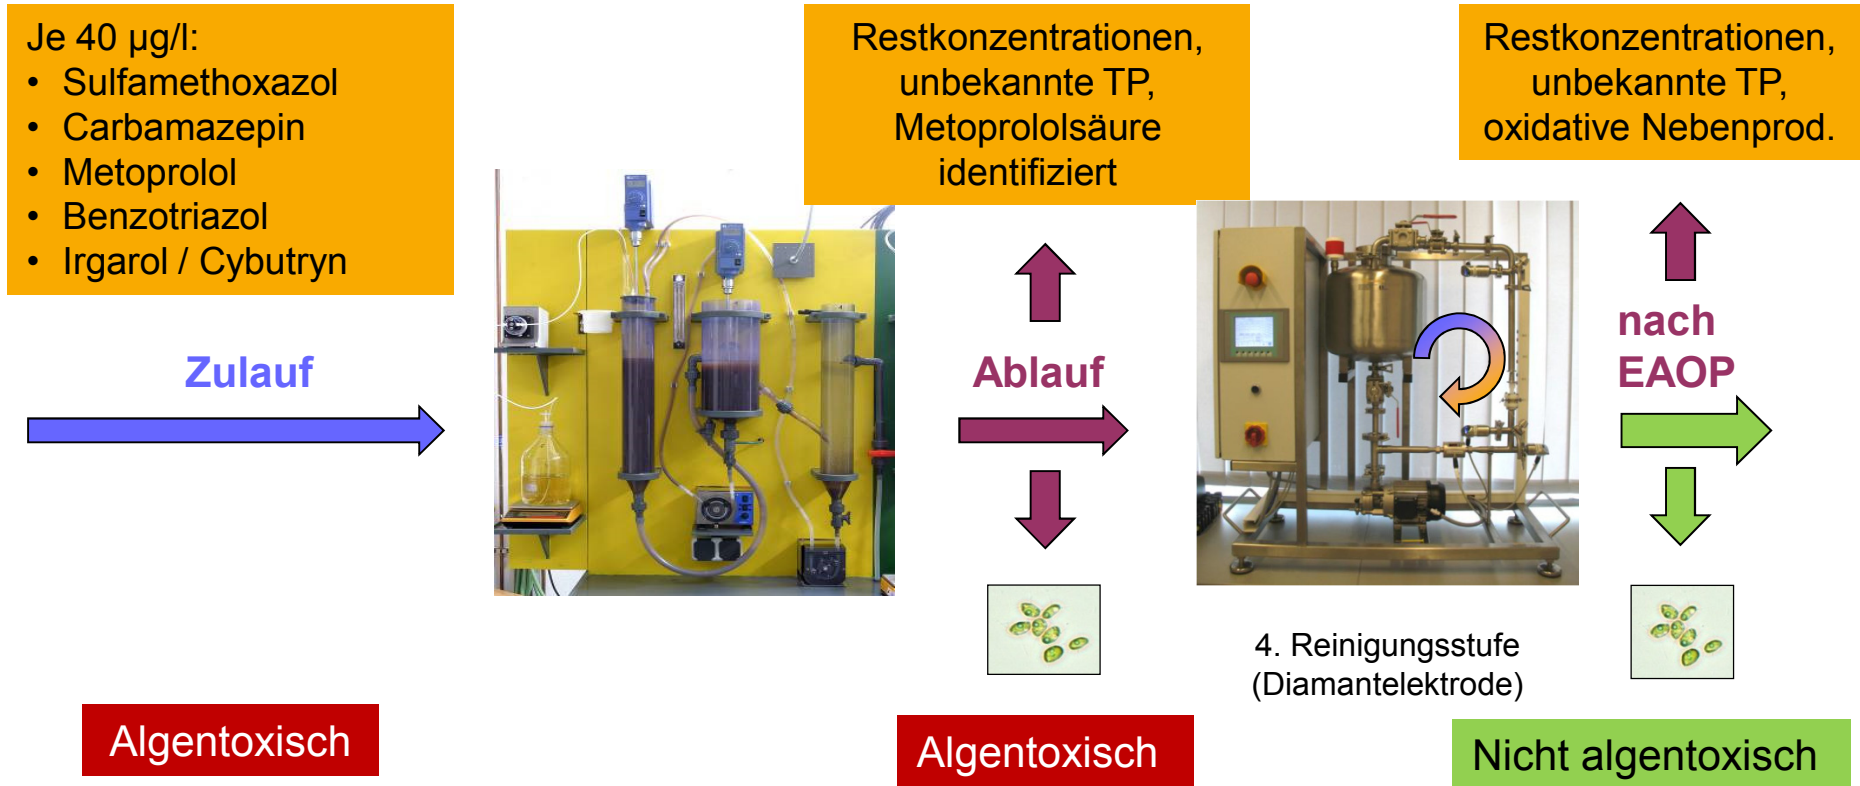 Je 40 µg/l:
• Sulfamethoxazol
• Carbamazepin
• Metoprolol
• Benzotriazol
• Irgarol / Cybutryn
Restkonzentrationen,
unbekannte TP,
Metoprololsäure
identifiziert
Restkonzentrationen,
unbekannte TP,
oxidative Nebenprod.
Zulauf
Ablauf
nach
EAOP
4. Reinigungsstufe
(Diamantelektrode)
Algentoxisch
Algentoxisch
Nicht algentoxisch